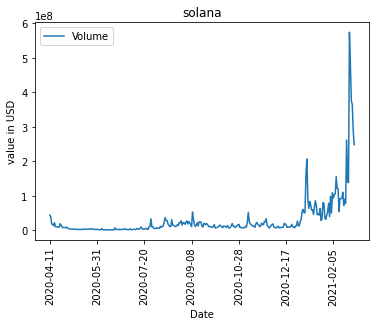 solana
1e8
Volume
value in USD
6
5
4
3
2
1
0
2020-04-11
2020-05-31
2020-07-20
2020-09-08
2020-10-28
2020-12-17
2021-02-05
Date